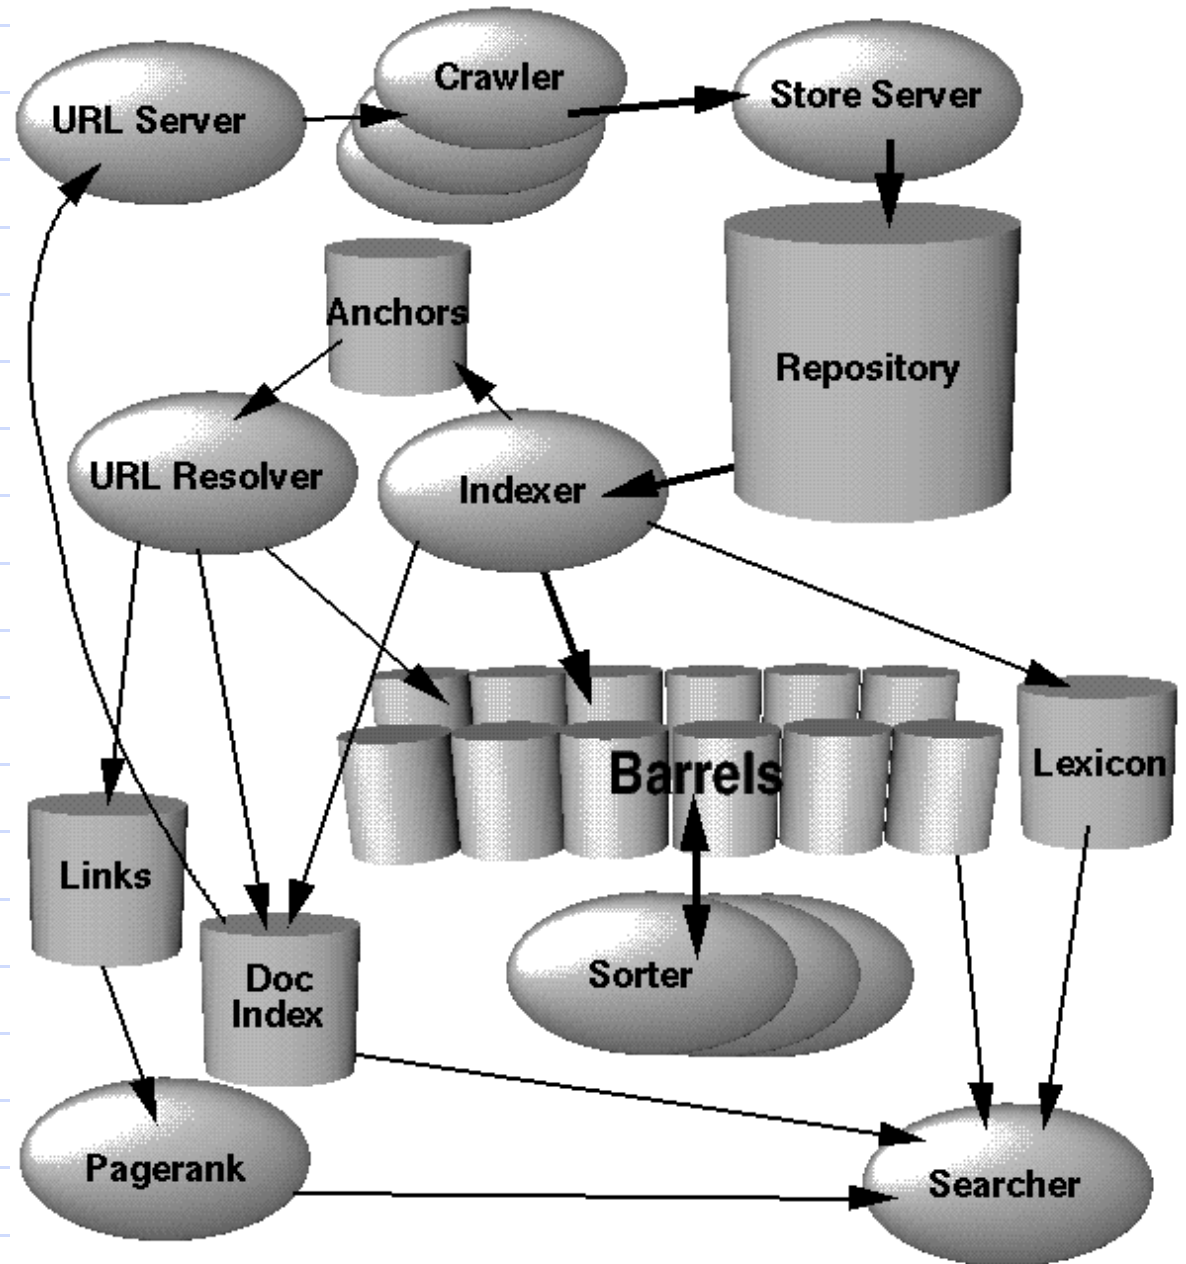 Crawler
Store Server
URL Server
Anchors
Repository
URL Resolver
Indexer
Barrels
Lexicon
Links
Doc
Index
Sorter
Pagerank
Searcher